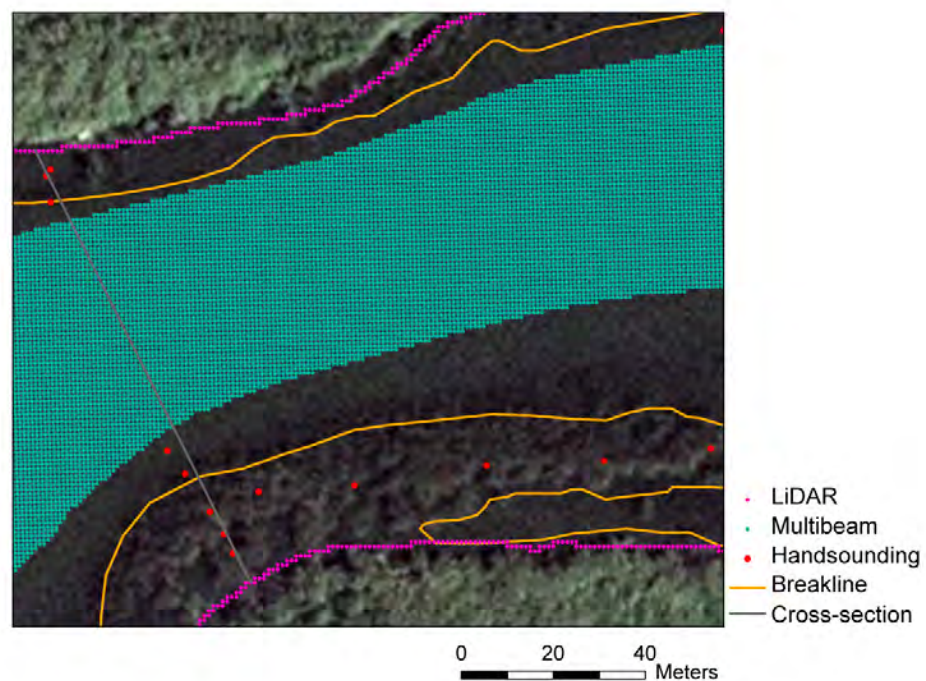 LiDAR
Multibeam
Handsounding
Breakline
Cross-section
0 20 40
Meters